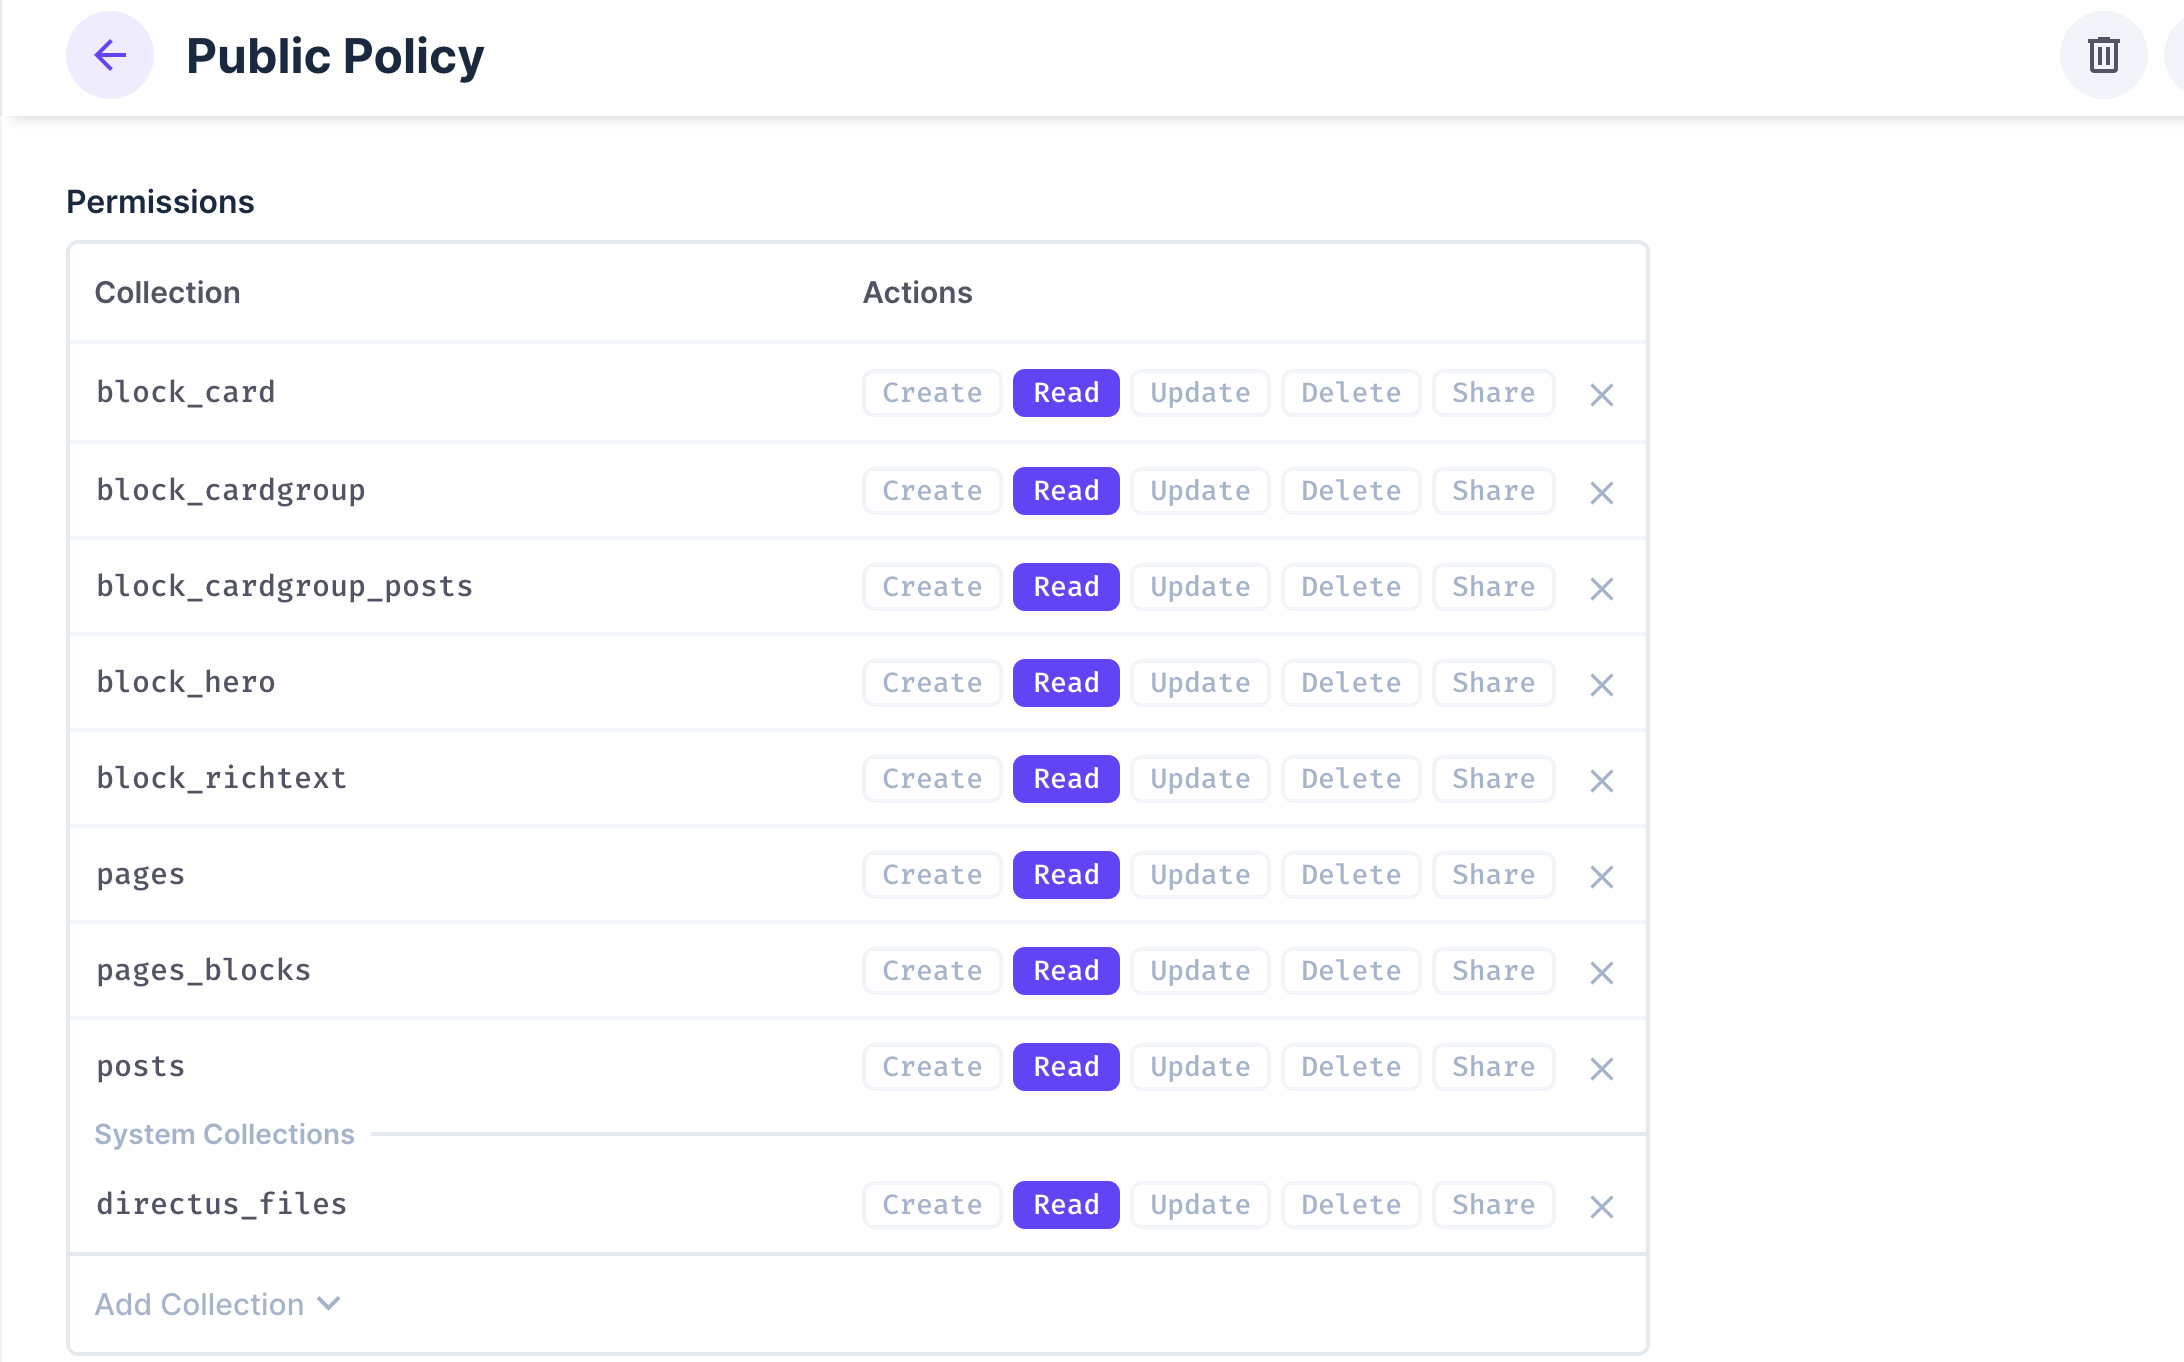 Public Policy
Permissions
Collection Actions
block_card Create Read Update Delete Share
block_cardgroup Create Read Update Delete Share
block_cardgroup_posts Create Read Update Delete Share
block_hero Create Read Update Delete Share
block_richtext Create Read Update Delete Share
pages Create Read Update Delete Share
pages_blocks Create Read Update Delete Share
posts Create Read Update Delete Share
System Collections
directus_files Create Read Update Delete Share
Add Collection